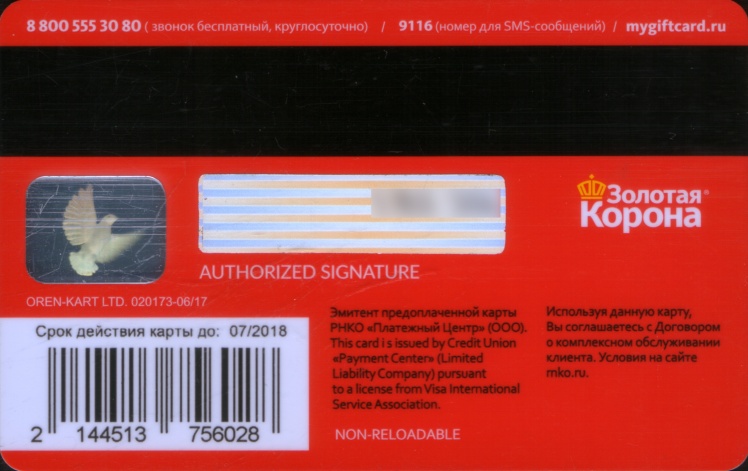 8 800 555 30 80 ( звонок бесплатный, круглосуточно) / 9116 (номер для SMS-сообщений) / mygiftcard.ru
Золотая®
Корона
AUTHORIZED SIGNATURE
OREN-KART LTD. 020173-06/17
Срок действия карты до: 07/2018
2 144513 756028
Эмитент предоплаченной карты
РНКО «Платежный Центр» (ООО).
This card i s issued by Credit Union
«Payment Center» (Limited
Liability Company) pursuant
to a license from Visa International
Service Association.
NON-RELOADABLE
Используя данную карту,
Вы соглашаетесь с Договором
о комплексном обслуживании
клиента. Условия на сайте
rnko.ru.